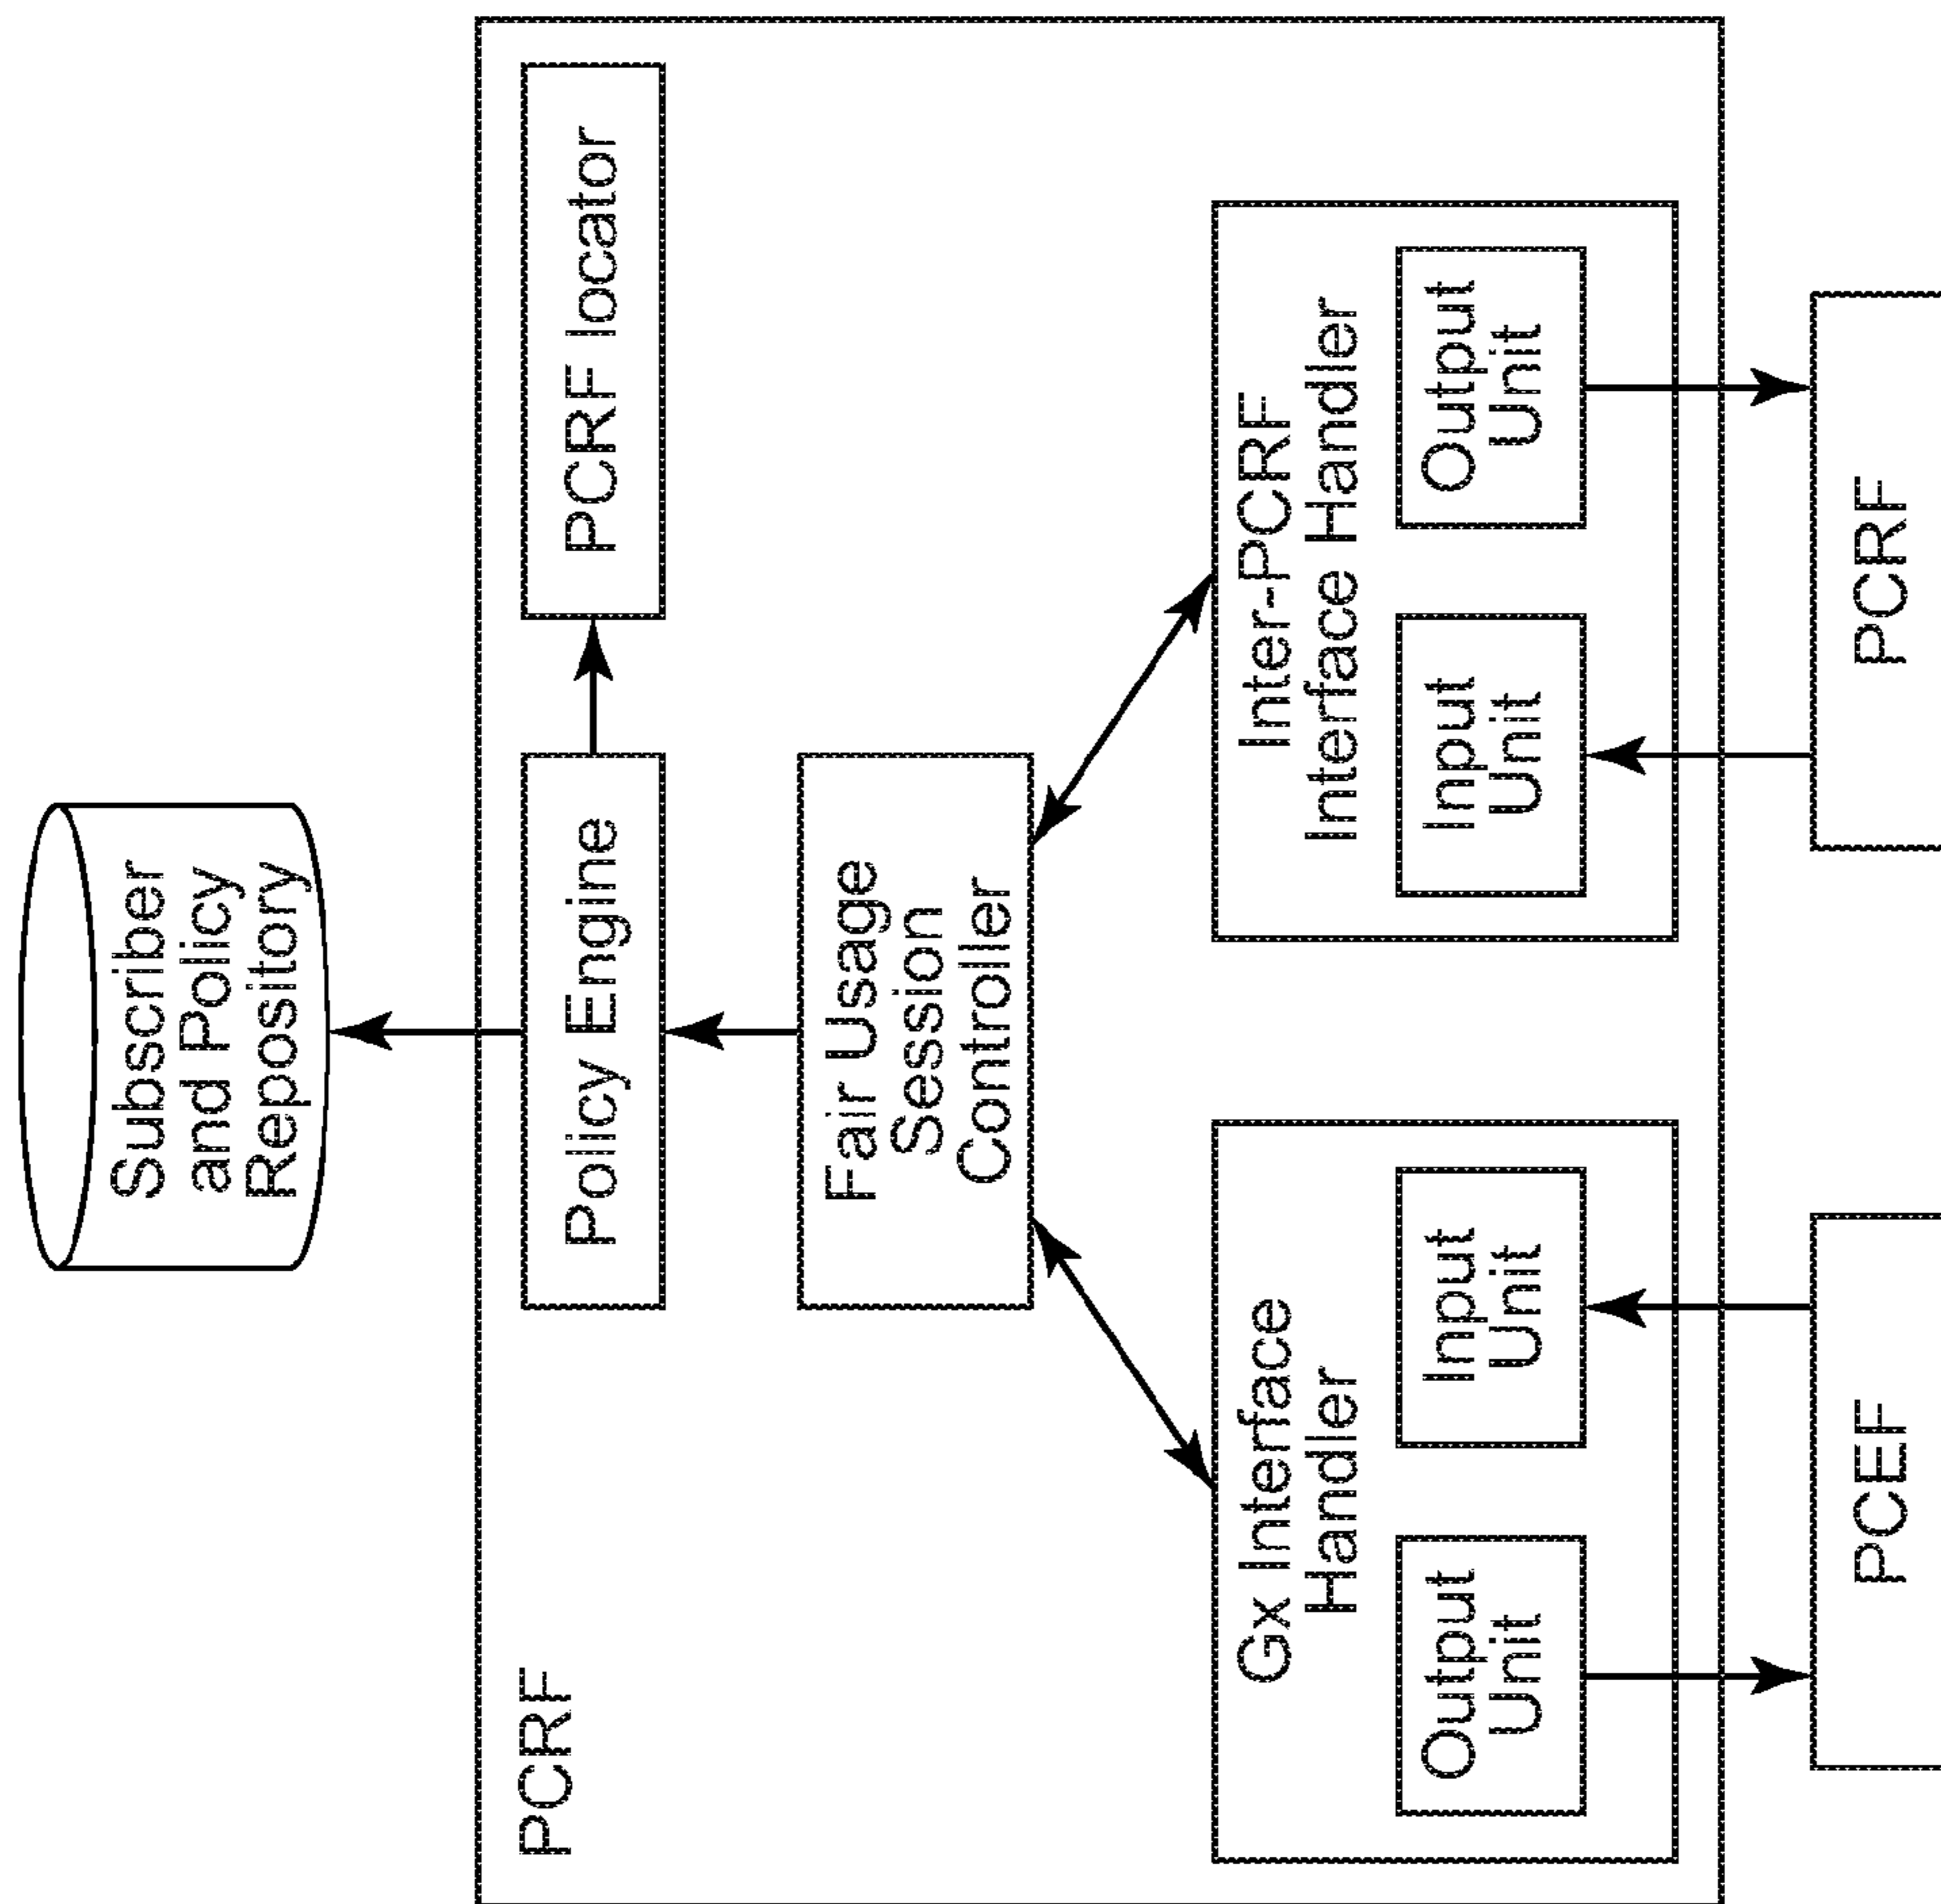 Subscriber
and Policy
Repository
PCRF
Policy Engine
PCRF locator
Fair Usage
Session
Controller
Gx Interface
Handler
Output
Unit
Input
Unit
Inter-PCRF
Interface Handler
Input
Unit
Output
Unit
PCEF
PCRF